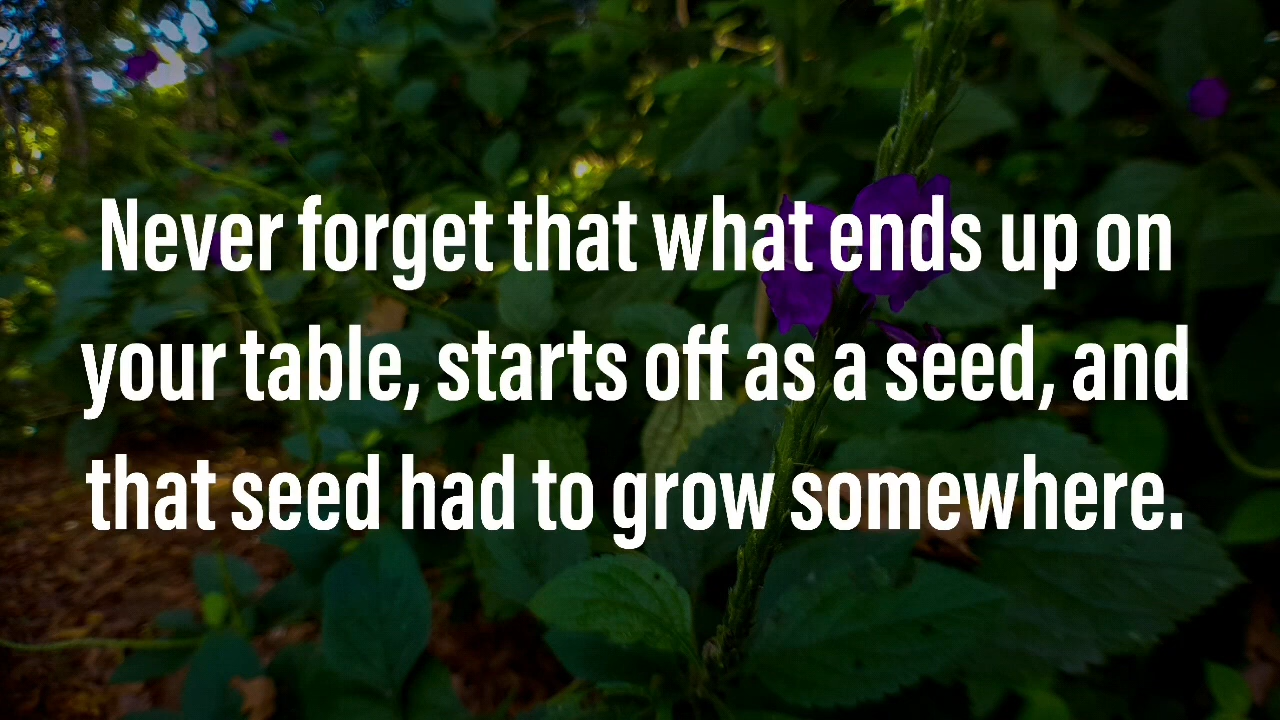 Never forget that what ends up on
your table, starts off as a seed, and
that seed had to grow somewhere.